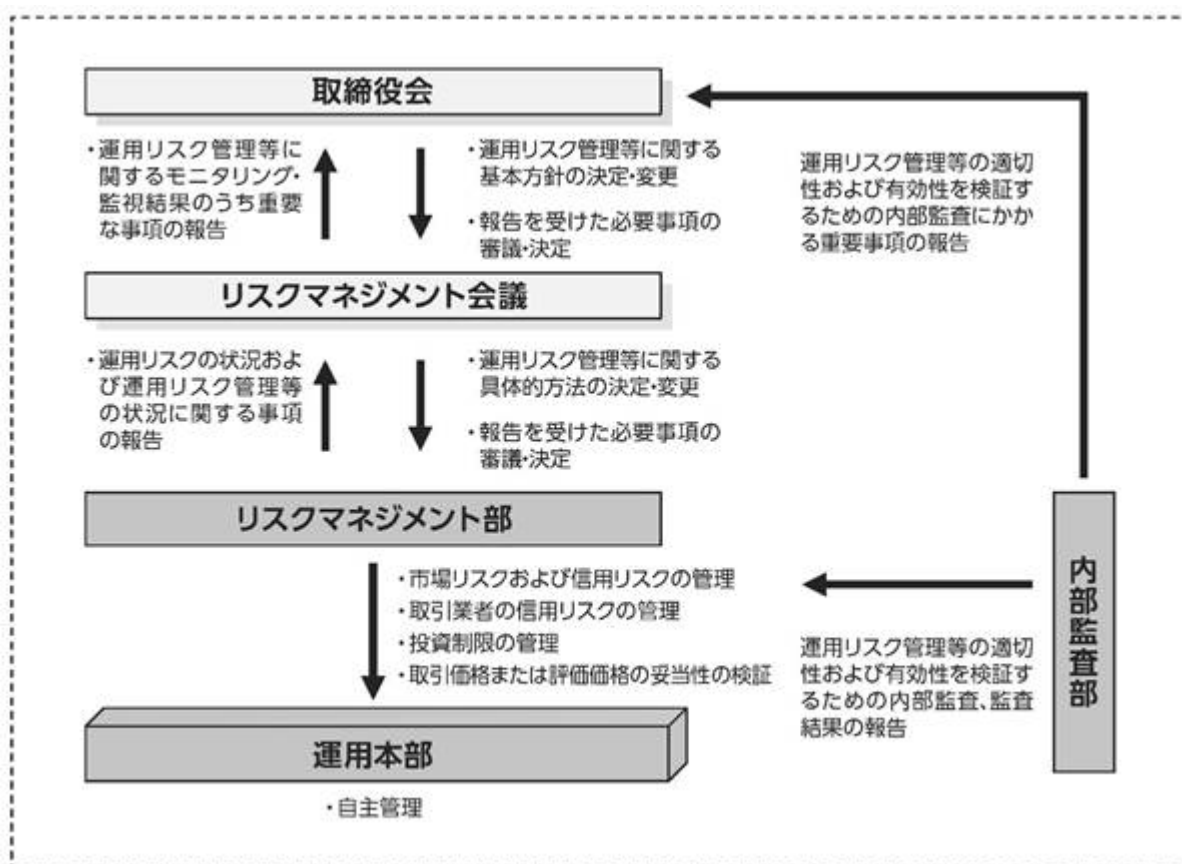 取締役会
・運用リスク管理等に
関するモニタリング・
監視結果のうち重要
な事項の報告
・運用リスク管理等に関する
基本方針の決定・変更
・報告を受けた必要事項の
審議・決定
運用リスク管理等の適切
性および有効性を検証す
るための内部監査にかか
る重要事項の報告
リスクマネジメント会議
・運用リスクの状況およ
び運用リスク管理等
の状況に関する事項
の報告
・運用リスク管理等に関する
具体的方法の決定・変更
・報告を受けた必要事項の
審議・決定
リスクマネジメント部
・市場リスクおよび信用リスクの管理
・取引業者の信用リスクの管理
・投資制限の管理
・取引価格または評価価格の妥当性の検証
運用リスク管理等の適切
性および有効性を検証す
るための内部監査、監査
結果の報告
内部監査部
運用本部
・自主管理